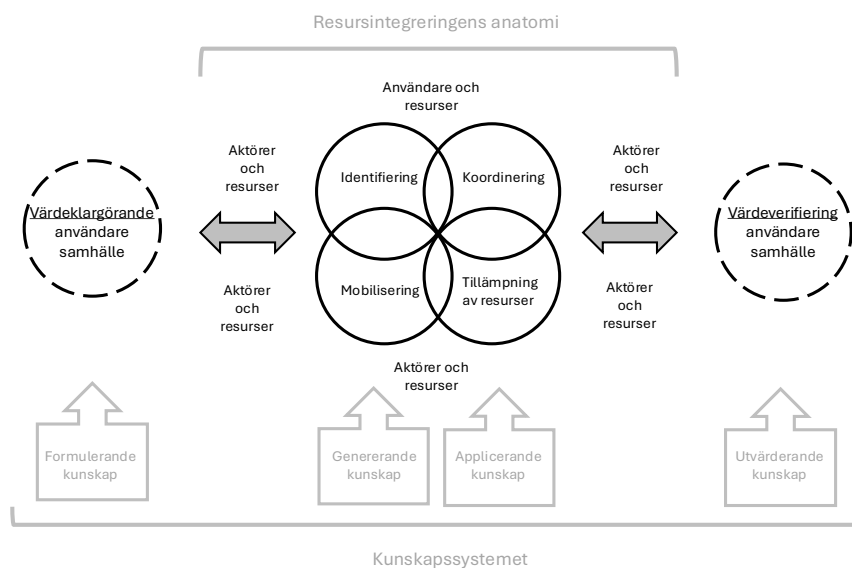 Resursintegreringens anatomi
Användare och
resurser
Aktörer
och
resurser
Aktörer
och
resurser
Identifiering
Koordinering
Värdeklargörande
användare
samhälle
Värdeverifiering
användare
samhälle
Mobilisering
Tillämpning
av resurser
Aktörer
och
resurser
Aktörer
och
resurser
Aktörer och
resurser
Formulerande
kunskap
Genererande
kunskap
Applicerande
kunskap
Utvärderande
kunskap
Kunskapssystemet